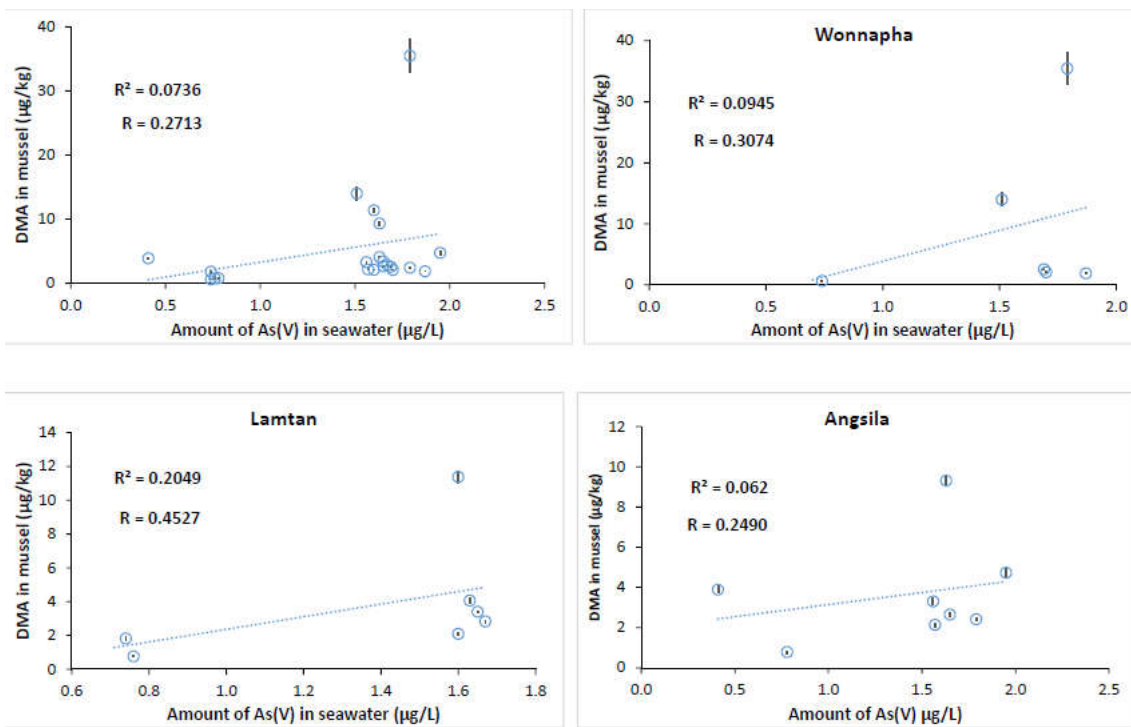 40
30
20
10
0
0.0 0.5 1.0 1.5 2.0 2.5
DMA in mussel (µg/kg)
R² = 0.0736
R = 0.2713
Amount of As(V) in seawater (µg/L)
Wonnapha
40
30
20
10
0
0.0 0.5 1.0 1.5 2.0
DMA in mussel (µg/kg)
R² = 0.0945
R = 0.3074
Amont of As(V) in seawater (µg/L)
Lamtan
14
12
10
8
6
4
2
0
0.6 0.8 1.0 1.2 1.4 1.6 1.8
DMA in mussel (µg/kg)
R² = 0.2049
R = 0.4527
Amount of As(V) in seawater (µg/L)
Angsila
12
10
8
6
4
2
0
0.0 0.5 1.0 1.5 2.0 2.5
DMA in mussel (µg/kg)
R² = 0.062
R = 0.2490
Amount of As(V) µg/L)